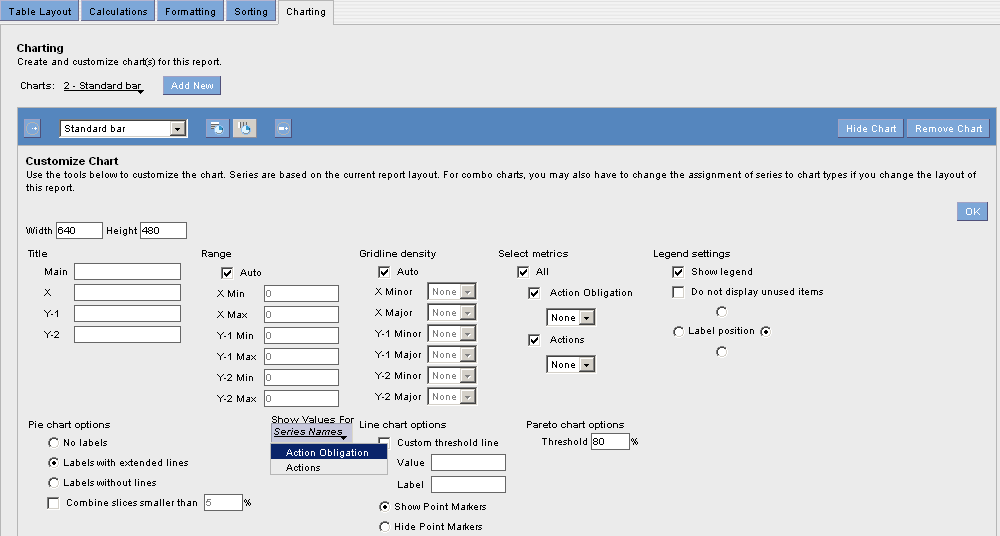 Table Layout Calculations Formatting Sorting Charting
Charting
Create and customize chart(s) for this report.
Charts: 2 - Standard bar Add New
Standard bar Hide Chart Remove Chart
Customize Chart
Use the tools below to customize the chart. Series are based on the current report layout. For combo charts, you may also have to change the assignment of series to chart types if you change the layout of
this report.
OK
Width 640 Height 480
Title Range Gridline density Select metrics Legend settings
Main Auto Auto All Show legend
X X Min 0 X Minor None Action Obligation Do not display unused items
Y-1 X Max 0 X Major None None
Y-2 Y-1 Min 0 Y-1 Minor None Actions Label position
Y-1 Max 0 Y-1 Major None None
Y-2 Min 0 Y-2 Minor None
Y-2 Max 0 Y-2 Major None
Pie chart options Show Values For Line chart options Pareto chart options
No labels Series Names Custom threshold line Threshold 80 %
Action Obligation
Labels with extended lines Actions Value
Labels without lines Label
Combine slices smaller than 5 % Show Point Markers
Hide Point Markers